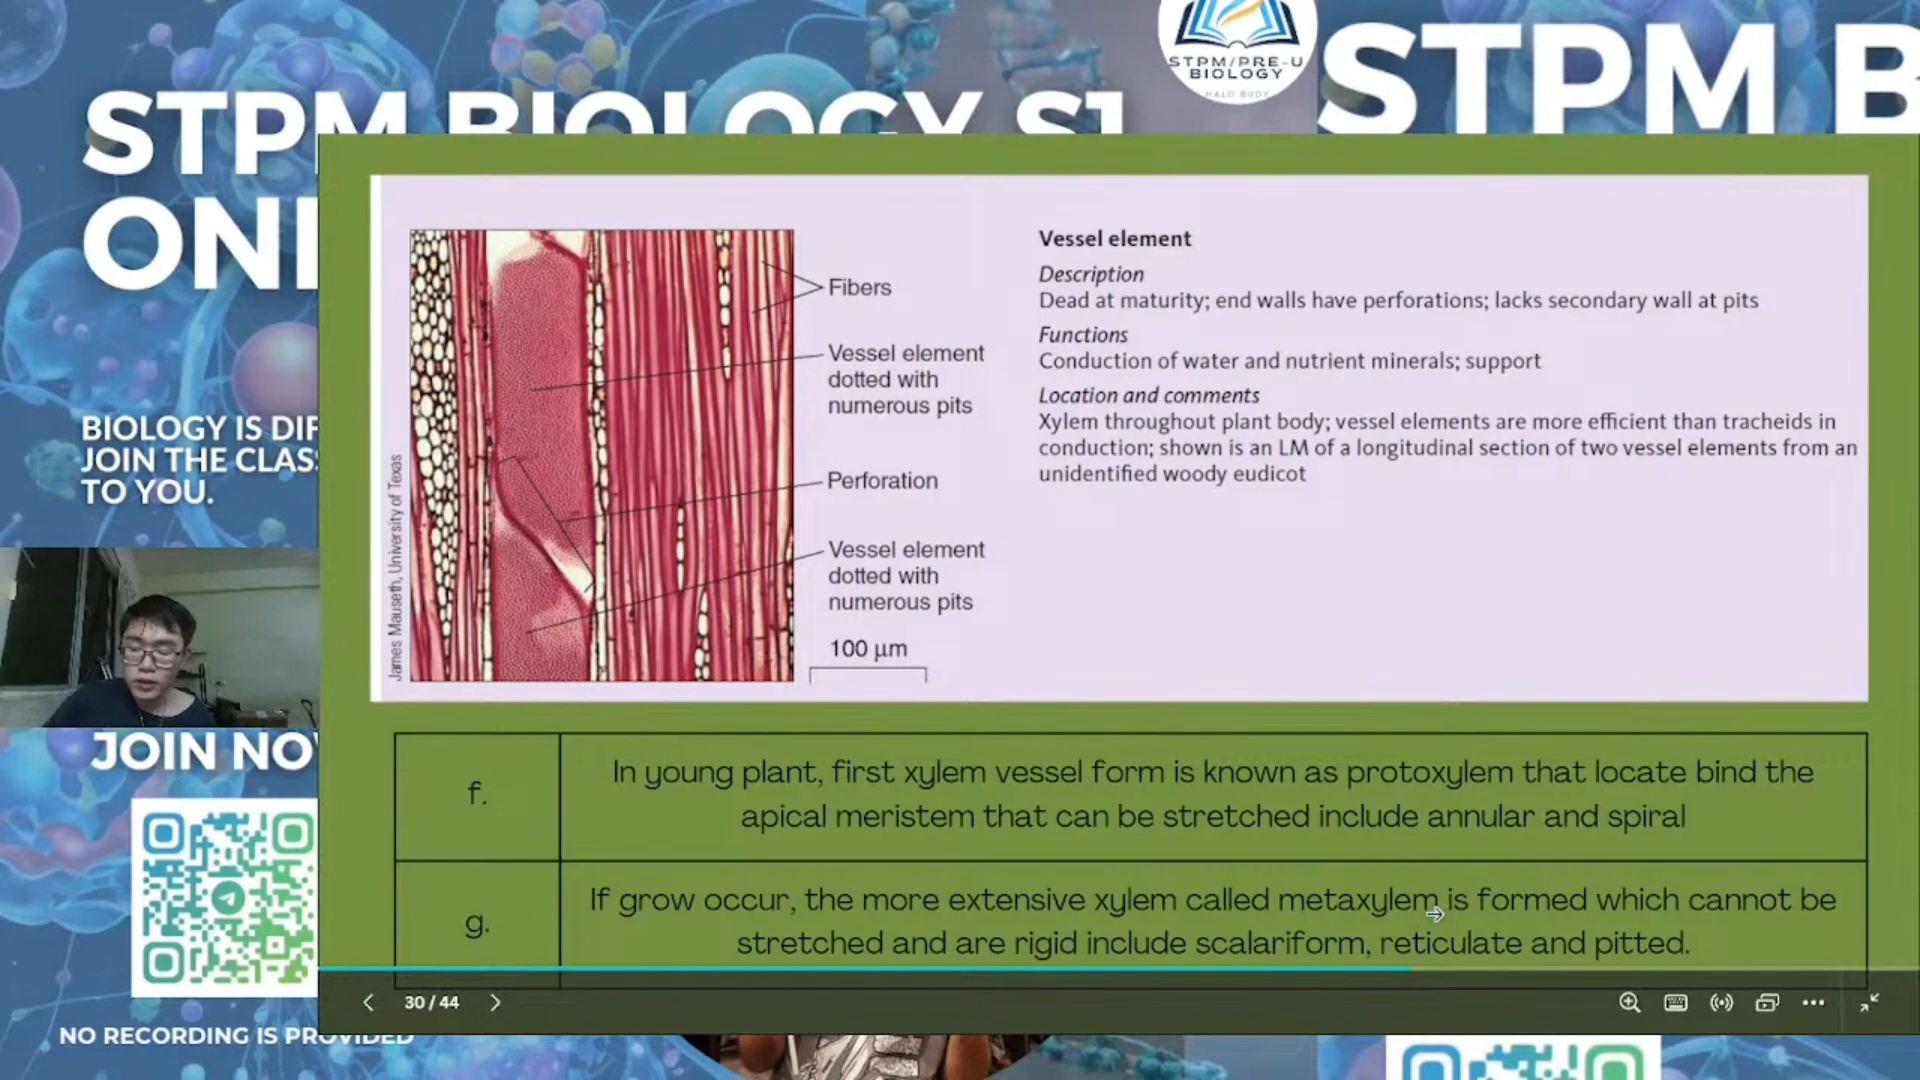 STPM BIOLOGY S1
ONL
STPM/PRE-U
BIOLOGY
HALO BUDY
STPM B
BIOLOGY IS DIF
JOIN THE CLAS
TO YOU.
James Mauseth, University of Texas
Fibers
Vessel element
dotted with
numerous pits
Perforation
Vessel element
dotted with
numerous pits
100 µm
Vessel element
Description
Dead at maturity; end walls have perforations; lacks secondary wall at pits
Functions
Conduction of water and nutrient minerals; support
Location and comments
Xylem throughout plant body; vessel elements are more efficient than tracheids in
conduction; shown is an LM of a longitudinal section of two vessel elements from an
unidentified woody eudicot
f.
In young plant, first xylem vessel form is known as protoxylem that locate bind the
apical meristem that can be stretched include annular and spiral
g.
If grow occur, the more extensive xylem called metaxylem is formed which cannot be
stretched and are rigid include scalariform, reticulate and pitted.
30 / 44
JOIN NO
NO RECORDING IS PROVIDED